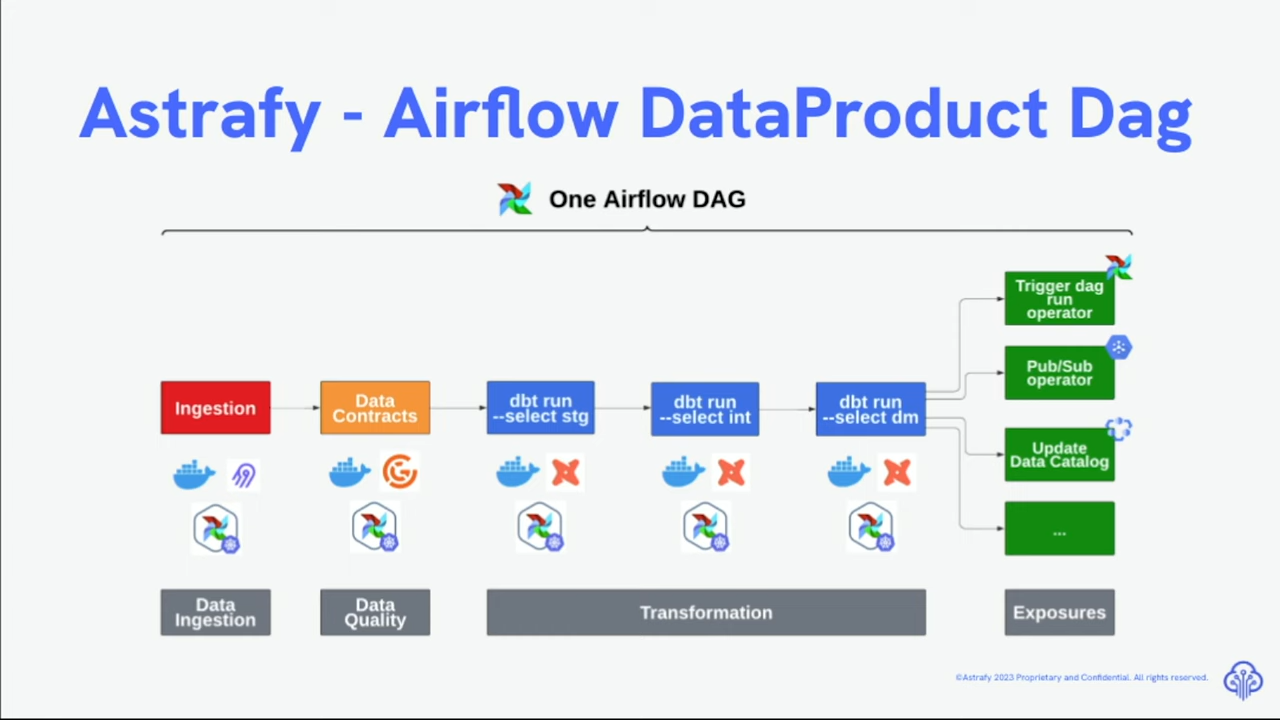 Astrafy - Airflow DataProduct Dag
One Airflow DAG
Trigger dag
run
operator
Pub/Sub
operator
Ingestion
Data
Contracts
dbt run
--select stg
dbt run
--select int
dbt run
--select dm
Update
Data Catalog
...
Data
Ingestion
Data
Quality
Transformation
Exposures
©Astrafy 2023 Proprietary and Confidential. All rights reserved.